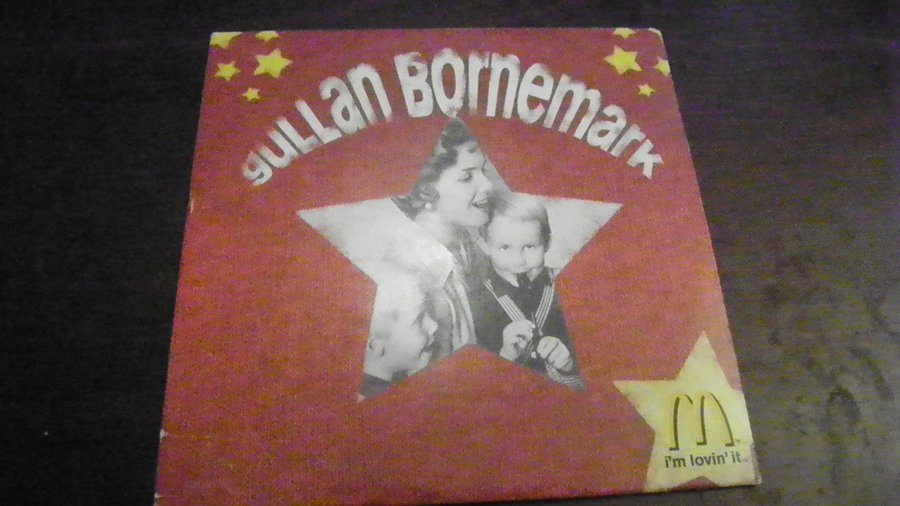 gullan Bornemark
i'm lovin' it